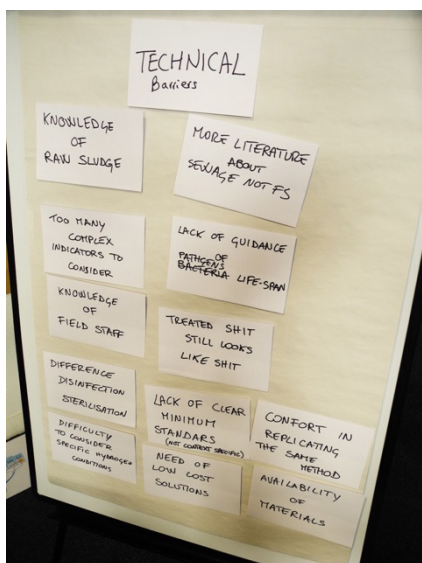 TECHNICAL
Barriers
KNOWLEDGE
OF
RAW SLUDGE
MORE LITERATURE
ABOUT
SEWAGE NOT FS
TOO MANY
COMPLEX
INDICATORS TO
CONSIDER
LACK OF GUIDANCE
OF
PATHOGENS
BACTERIA LIFE-SPAN
KNOWLEDGE
OF
FIELD STAFF
TREATED SHIT
STILL LOOKS
LIKE SHIT
DIFFERENCE
DISINFECTION
STERILISATION
LACK OF CLEAR
MINIMUM
STANDARS
(NOT CONTEXT SPECIFIC)
CONFORT IN
REPLICATING
THE SAME
METHOD
DIFFICULTY
TO CONSIDER
SPECIFIC
CONDITIONS
NEED OF
LOW COST
SOLUTIONS
AVAILABILITY
OF
MATERIALS